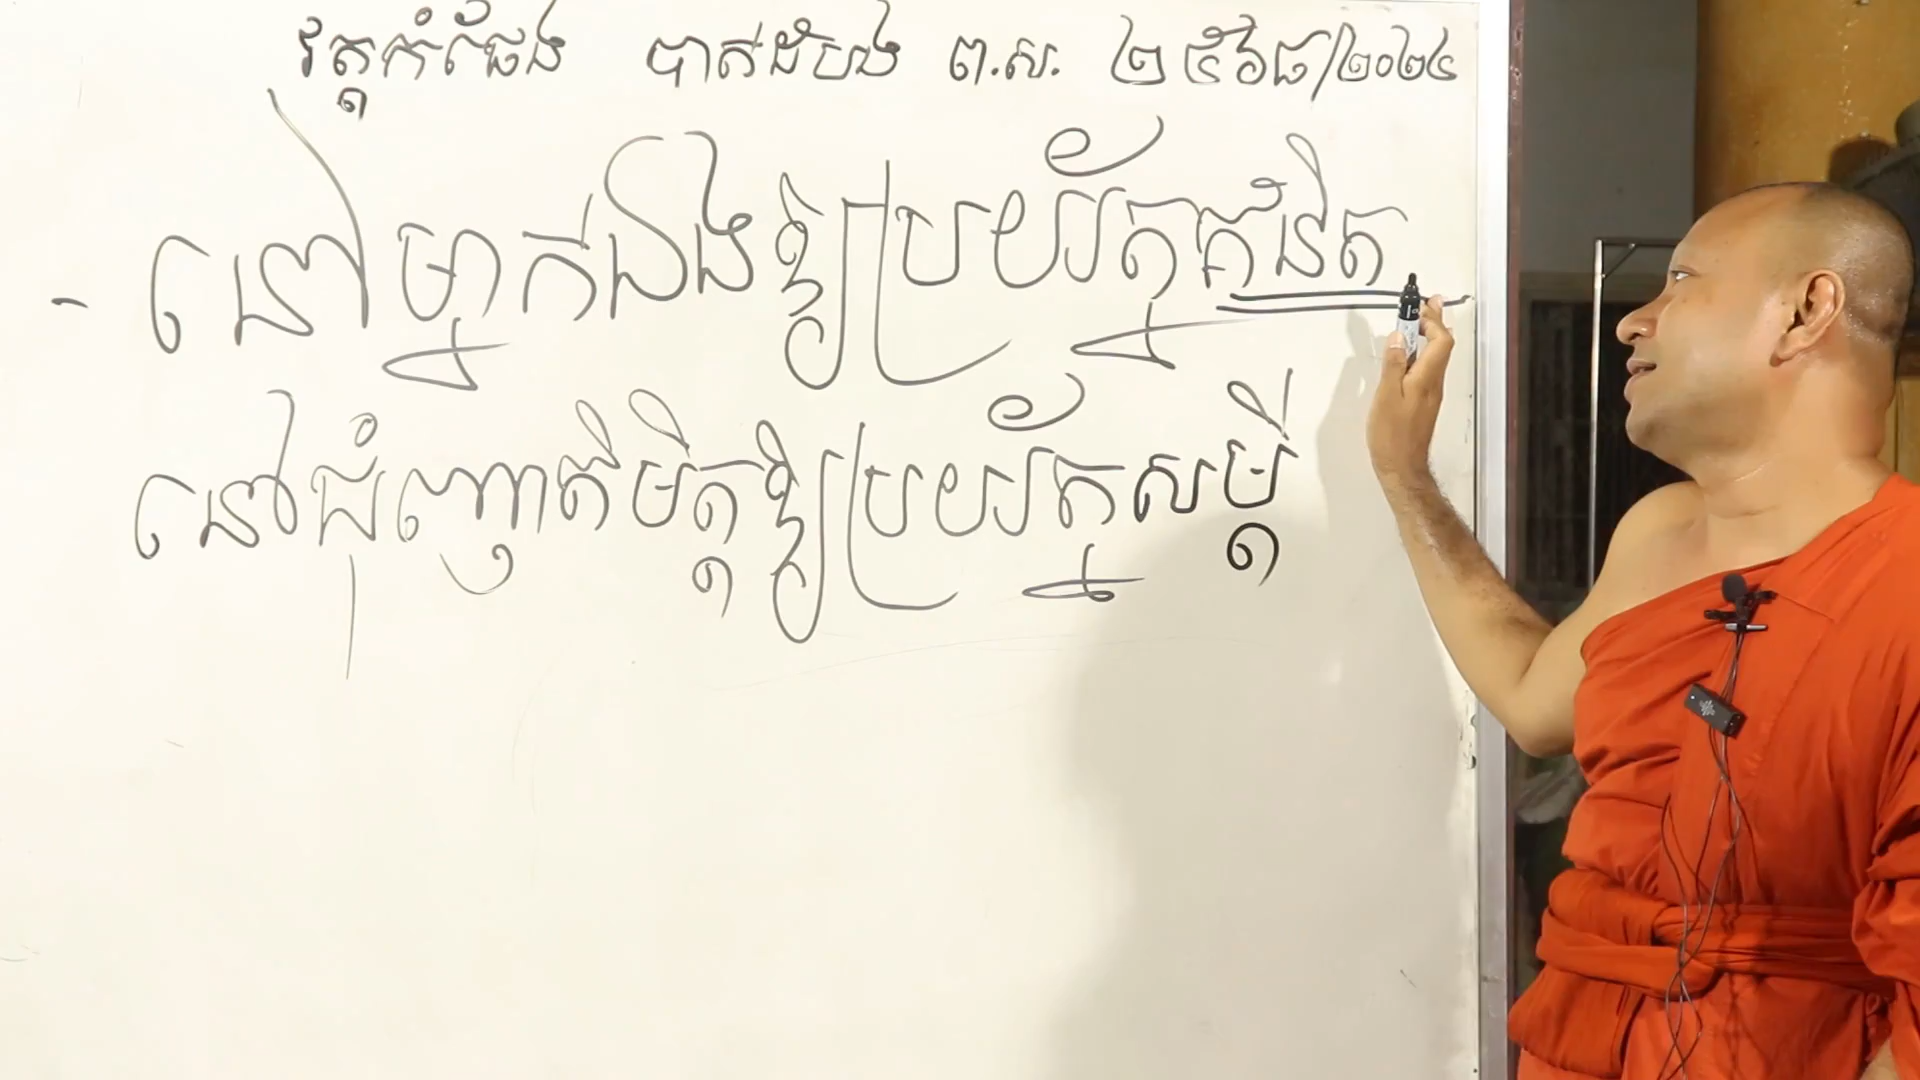 វត្តកំផែង បាត់ដំបង ព.ស. ២៥៦៨/២០២៤
- នៅម្នាក់ឯងឱ្យប្រយ័ត្នគំនិត
នៅជុំញាតិមិត្តឱ្យប្រយ័ត្នសម្ដី